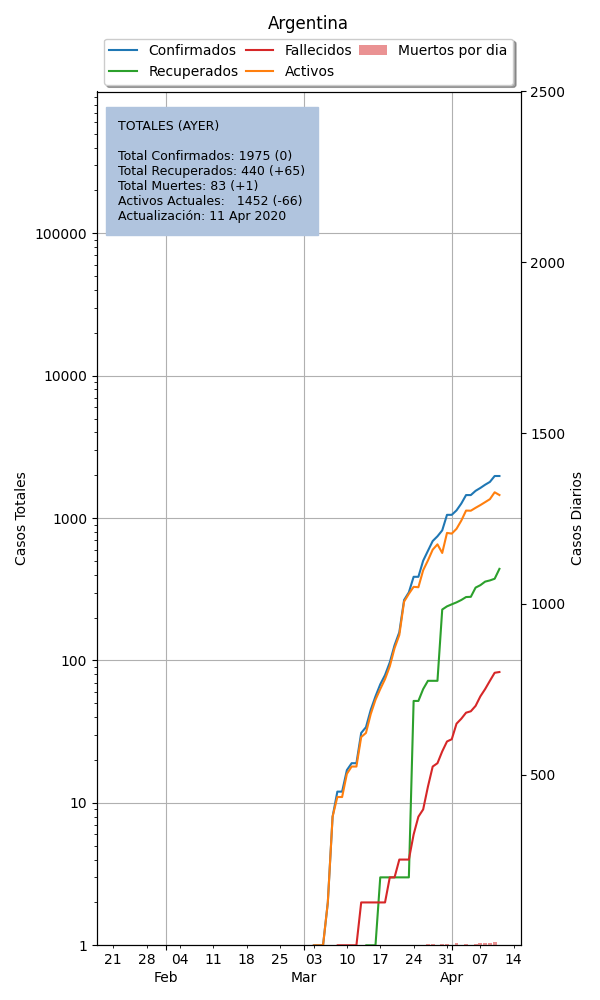 Argentina
Confirmados
Recuperados
Fallecidos
Activos
Muertos por dia
TOTALES (AYER)
Total Confirmados: 1975 (0)
Total Recuperados: 440 (+65)
Total Muertes: 83 (+1)
Activos Actuales:   1452 (-66)
Actualización: 11 Apr 2020
Casos Totales
100000
10000
1000
100
10
1
2500
2000
1500
1000
500
Casos Diarios
21 28 04 11 18 25 03 10 17 24 31 07 14
Feb Mar Apr